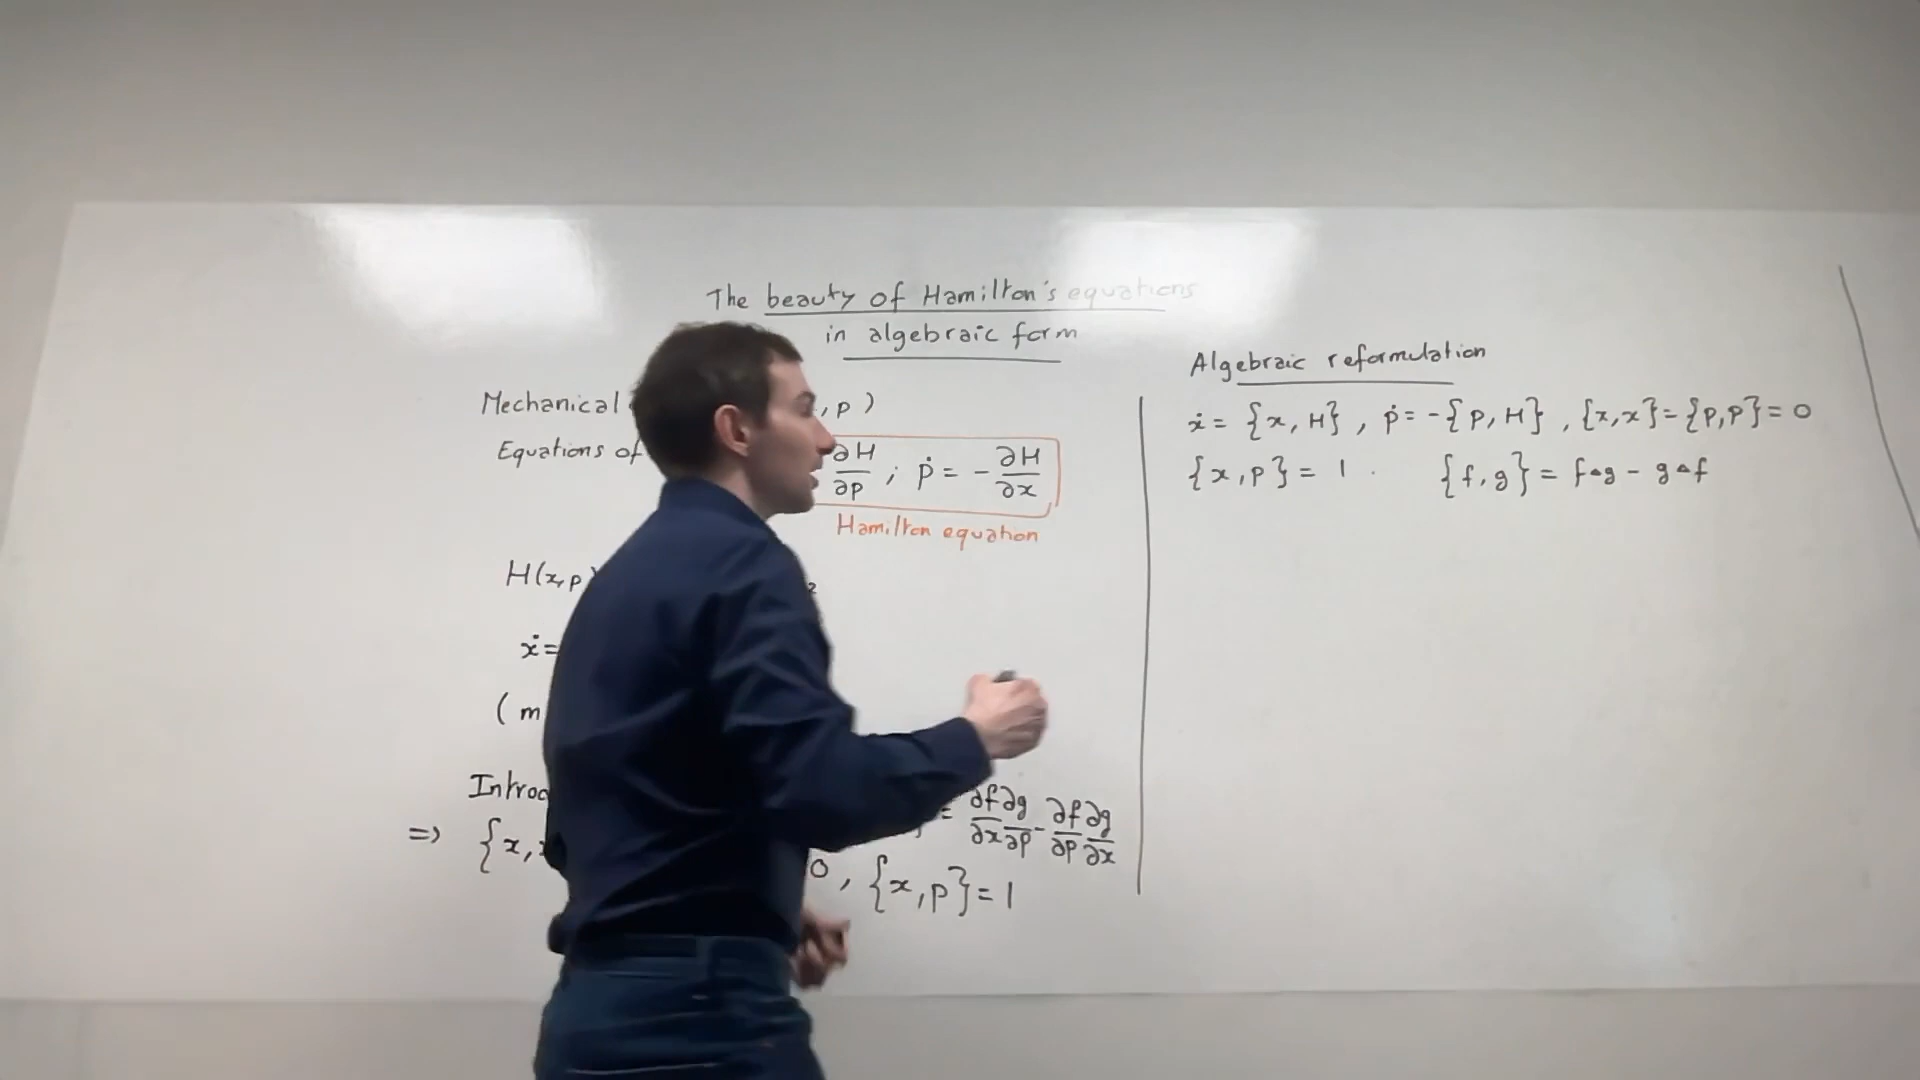 The beauty of Hamilton's equations
in algebraic form
Mechanical , p )
Equations of ∂H/∂p ; ṗ = - ∂H/∂x
Hamilton equation
H(x,p) 2
ẋ =
( m
= ∂f/∂x ∂g/∂p - ∂f/∂p ∂g/∂x
⇒ {x, 0 , {x,p} = 1
Algebraic reformulation
ẋ = {x, H} , ṗ = -{p, H} , {x,x} = {p,p} = 0
{x,p} = 1 . {f,g} = f▵g - g▵f